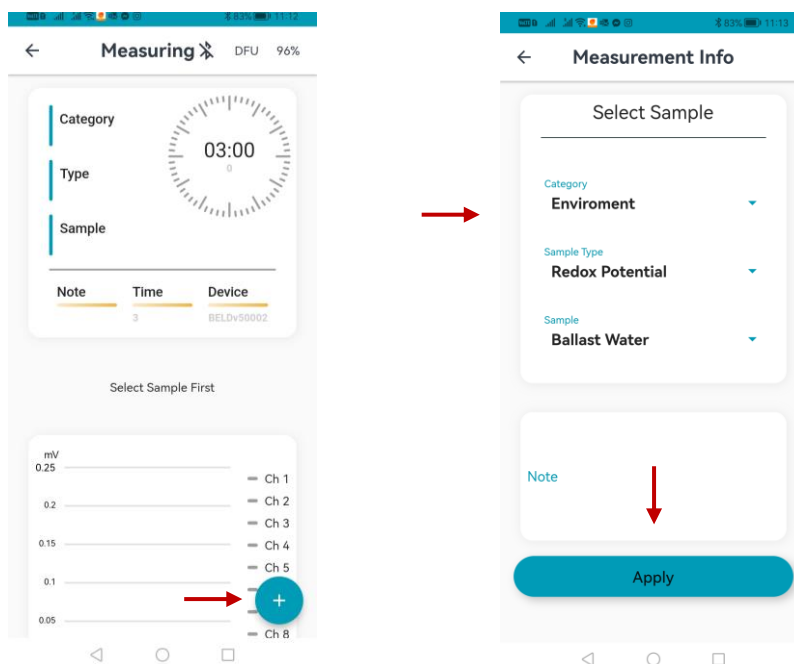 83% 11:12
Measuring DFU 96%
Category
03:00
0
Type
Sample
Note Time Device
3 BELDv50002
Select Sample First
mV
0.25
Ch 1
0.2
Ch 2
Ch 3
0.15
Ch 4
Ch 5
0.1
+
0.05
Ch 8
83% 11:13
Measurement Info
Select Sample
Category
Enviroment
Sample Type
Redox Potential
Sample
Ballast Water
Note
Apply